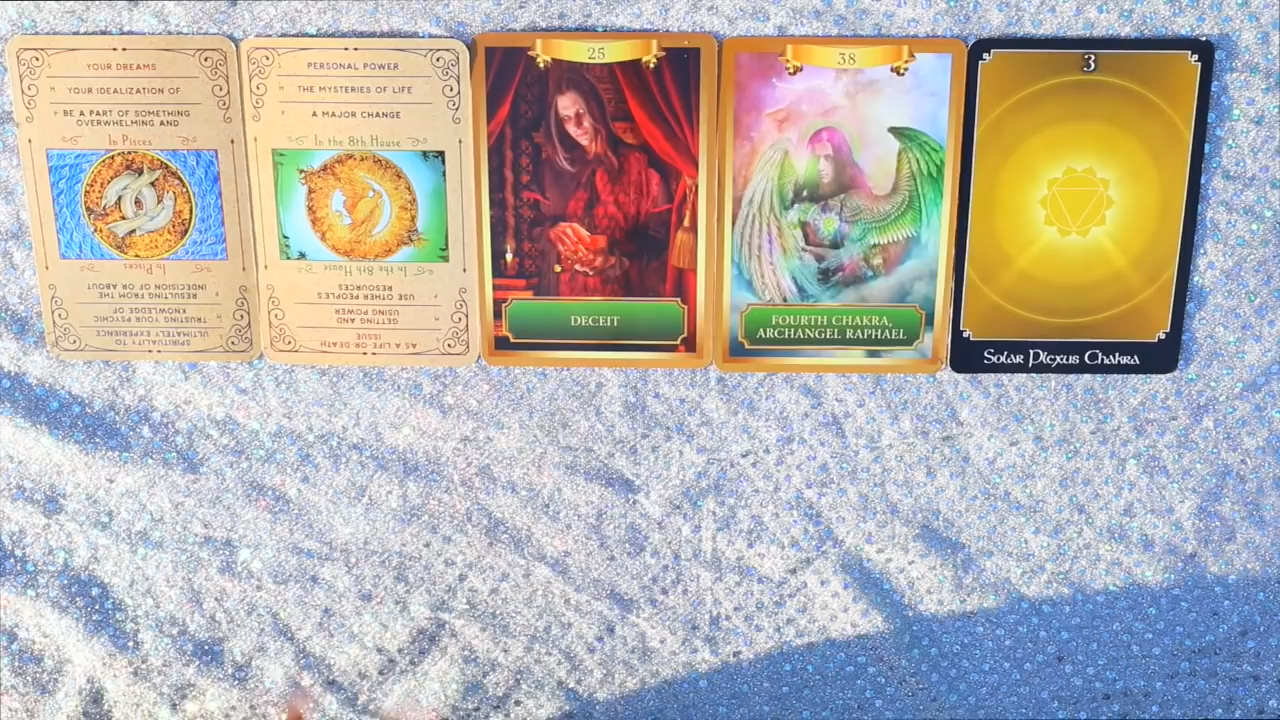 YOUR DREAMS
YOUR IDEALIZATION OF
BE A PART OF SOMETHING
OVERWHELMING AND
In Pisces
In Pisces
RESULTING FROM THE
INDECISION OF OR ABOUT
TRUSTING YOUR PSYCHIC
KNOWLEDGE OF
SPIRITUALITY TO
ULTIMATELY EXPERIENCE
PERSONAL POWER
THE MYSTERIES OF LIFE
A MAJOR CHANGE
In the 8th House
In the 8th House
USE OTHER PEOPLE'S
RESOURCES
GETTING AND
USING POWER
AS A LIFE-OR-DEATH
ISSUE
25
DECEIT
38
FOURTH CHAKRA,
ARCHANGEL RAPHAEL
3
Solar Plexus Chakra